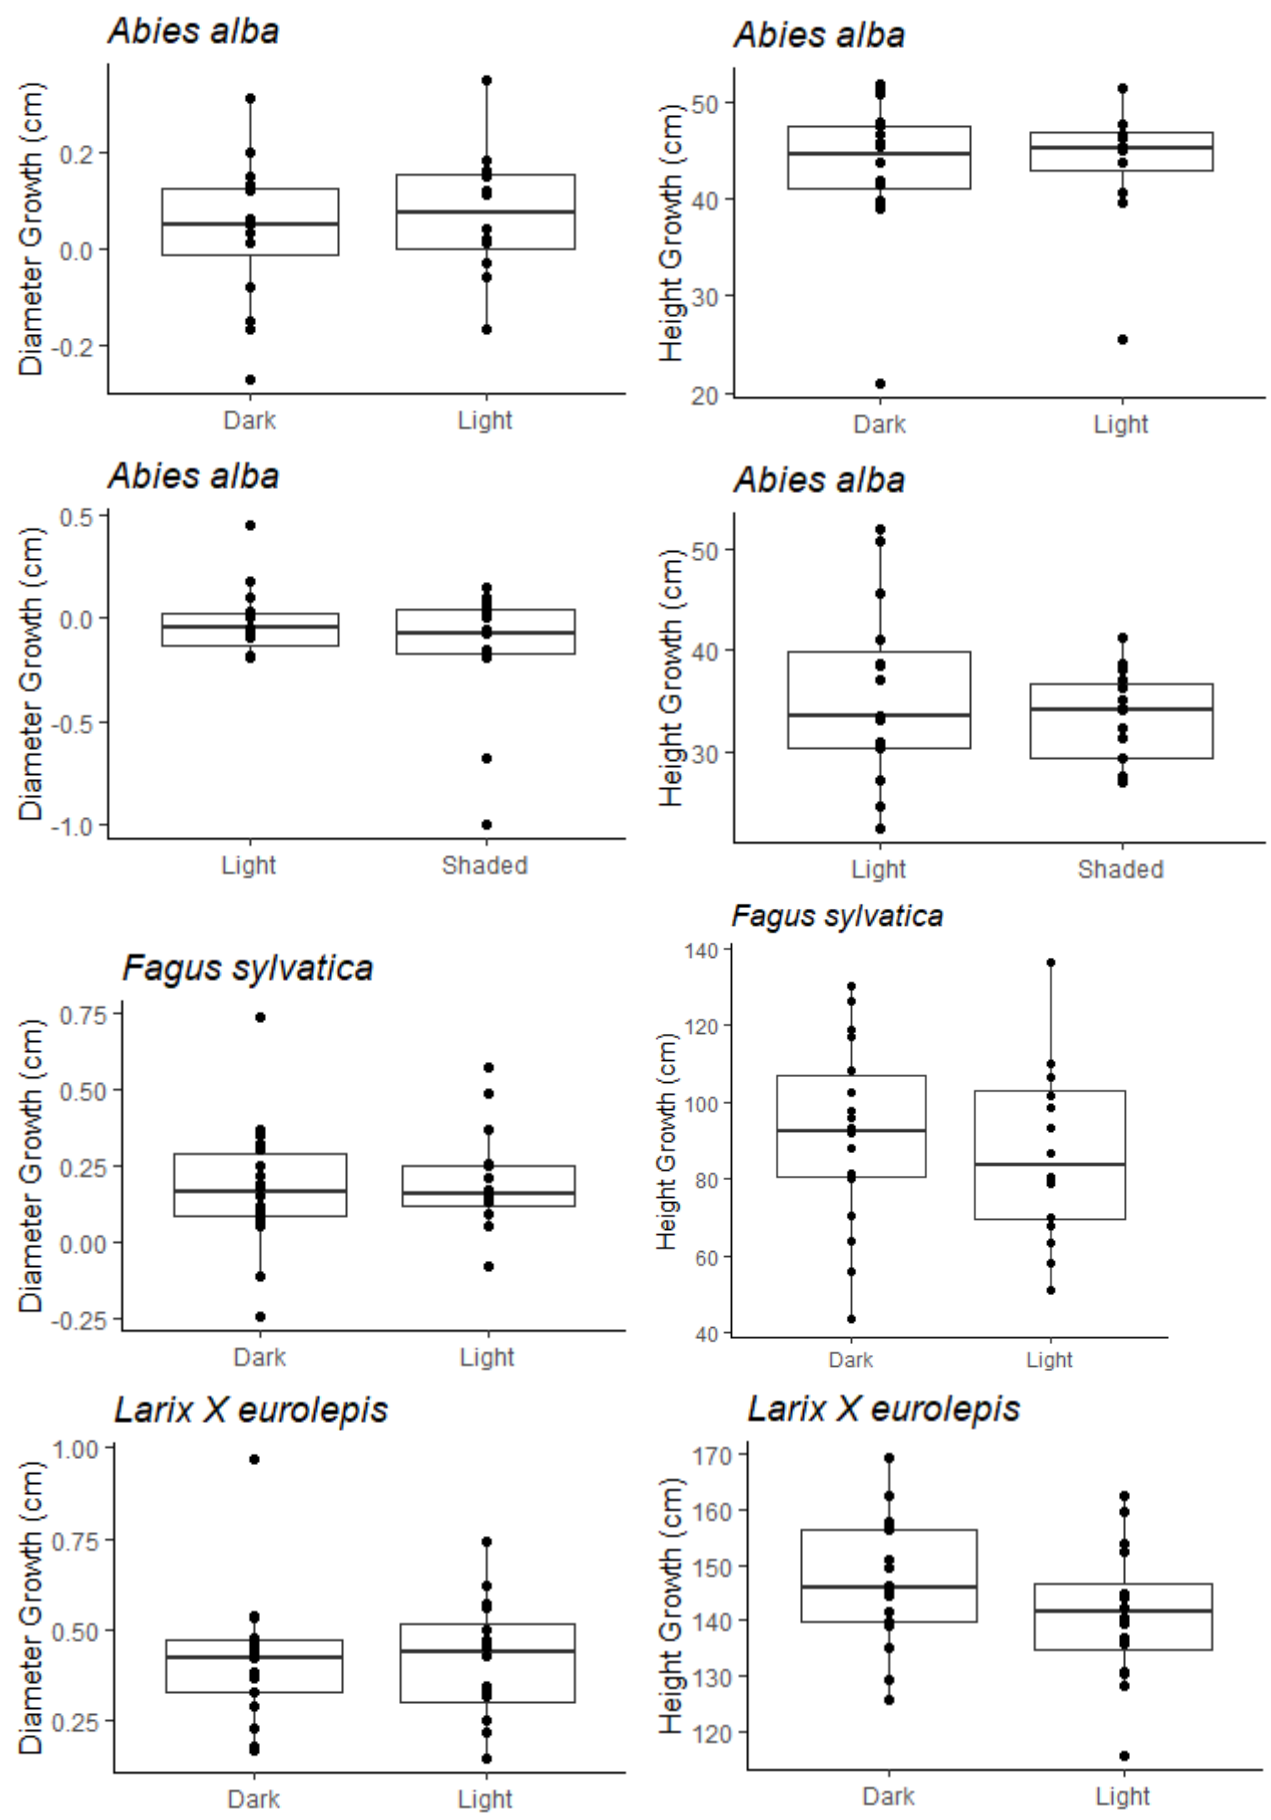 Abies alba
Diameter Growth (cm)
0.2
0.0
-0.2
Dark
Light
Abies alba
Height Growth (cm)
50
40
30
20
Dark
Light
Abies alba
Diameter Growth (cm)
0.5
0.0
-0.5
-1.0
Light
Shaded
Abies alba
Height Growth (cm)
50
40
30
Light
Shaded
Fagus sylvatica
Diameter Growth (cm)
0.75
0.50
0.25
0.00
-0.25
Dark
Light
Fagus sylvatica
Height Growth (cm)
140
120
100
80
60
40
Dark
Light
Larix X eurolepis
Diameter Growth (cm)
1.00
0.75
0.50
0.25
Dark
Light
Larix X eurolepis
Height Growth (cm)
170
160
150
140
130
120
Dark
Light